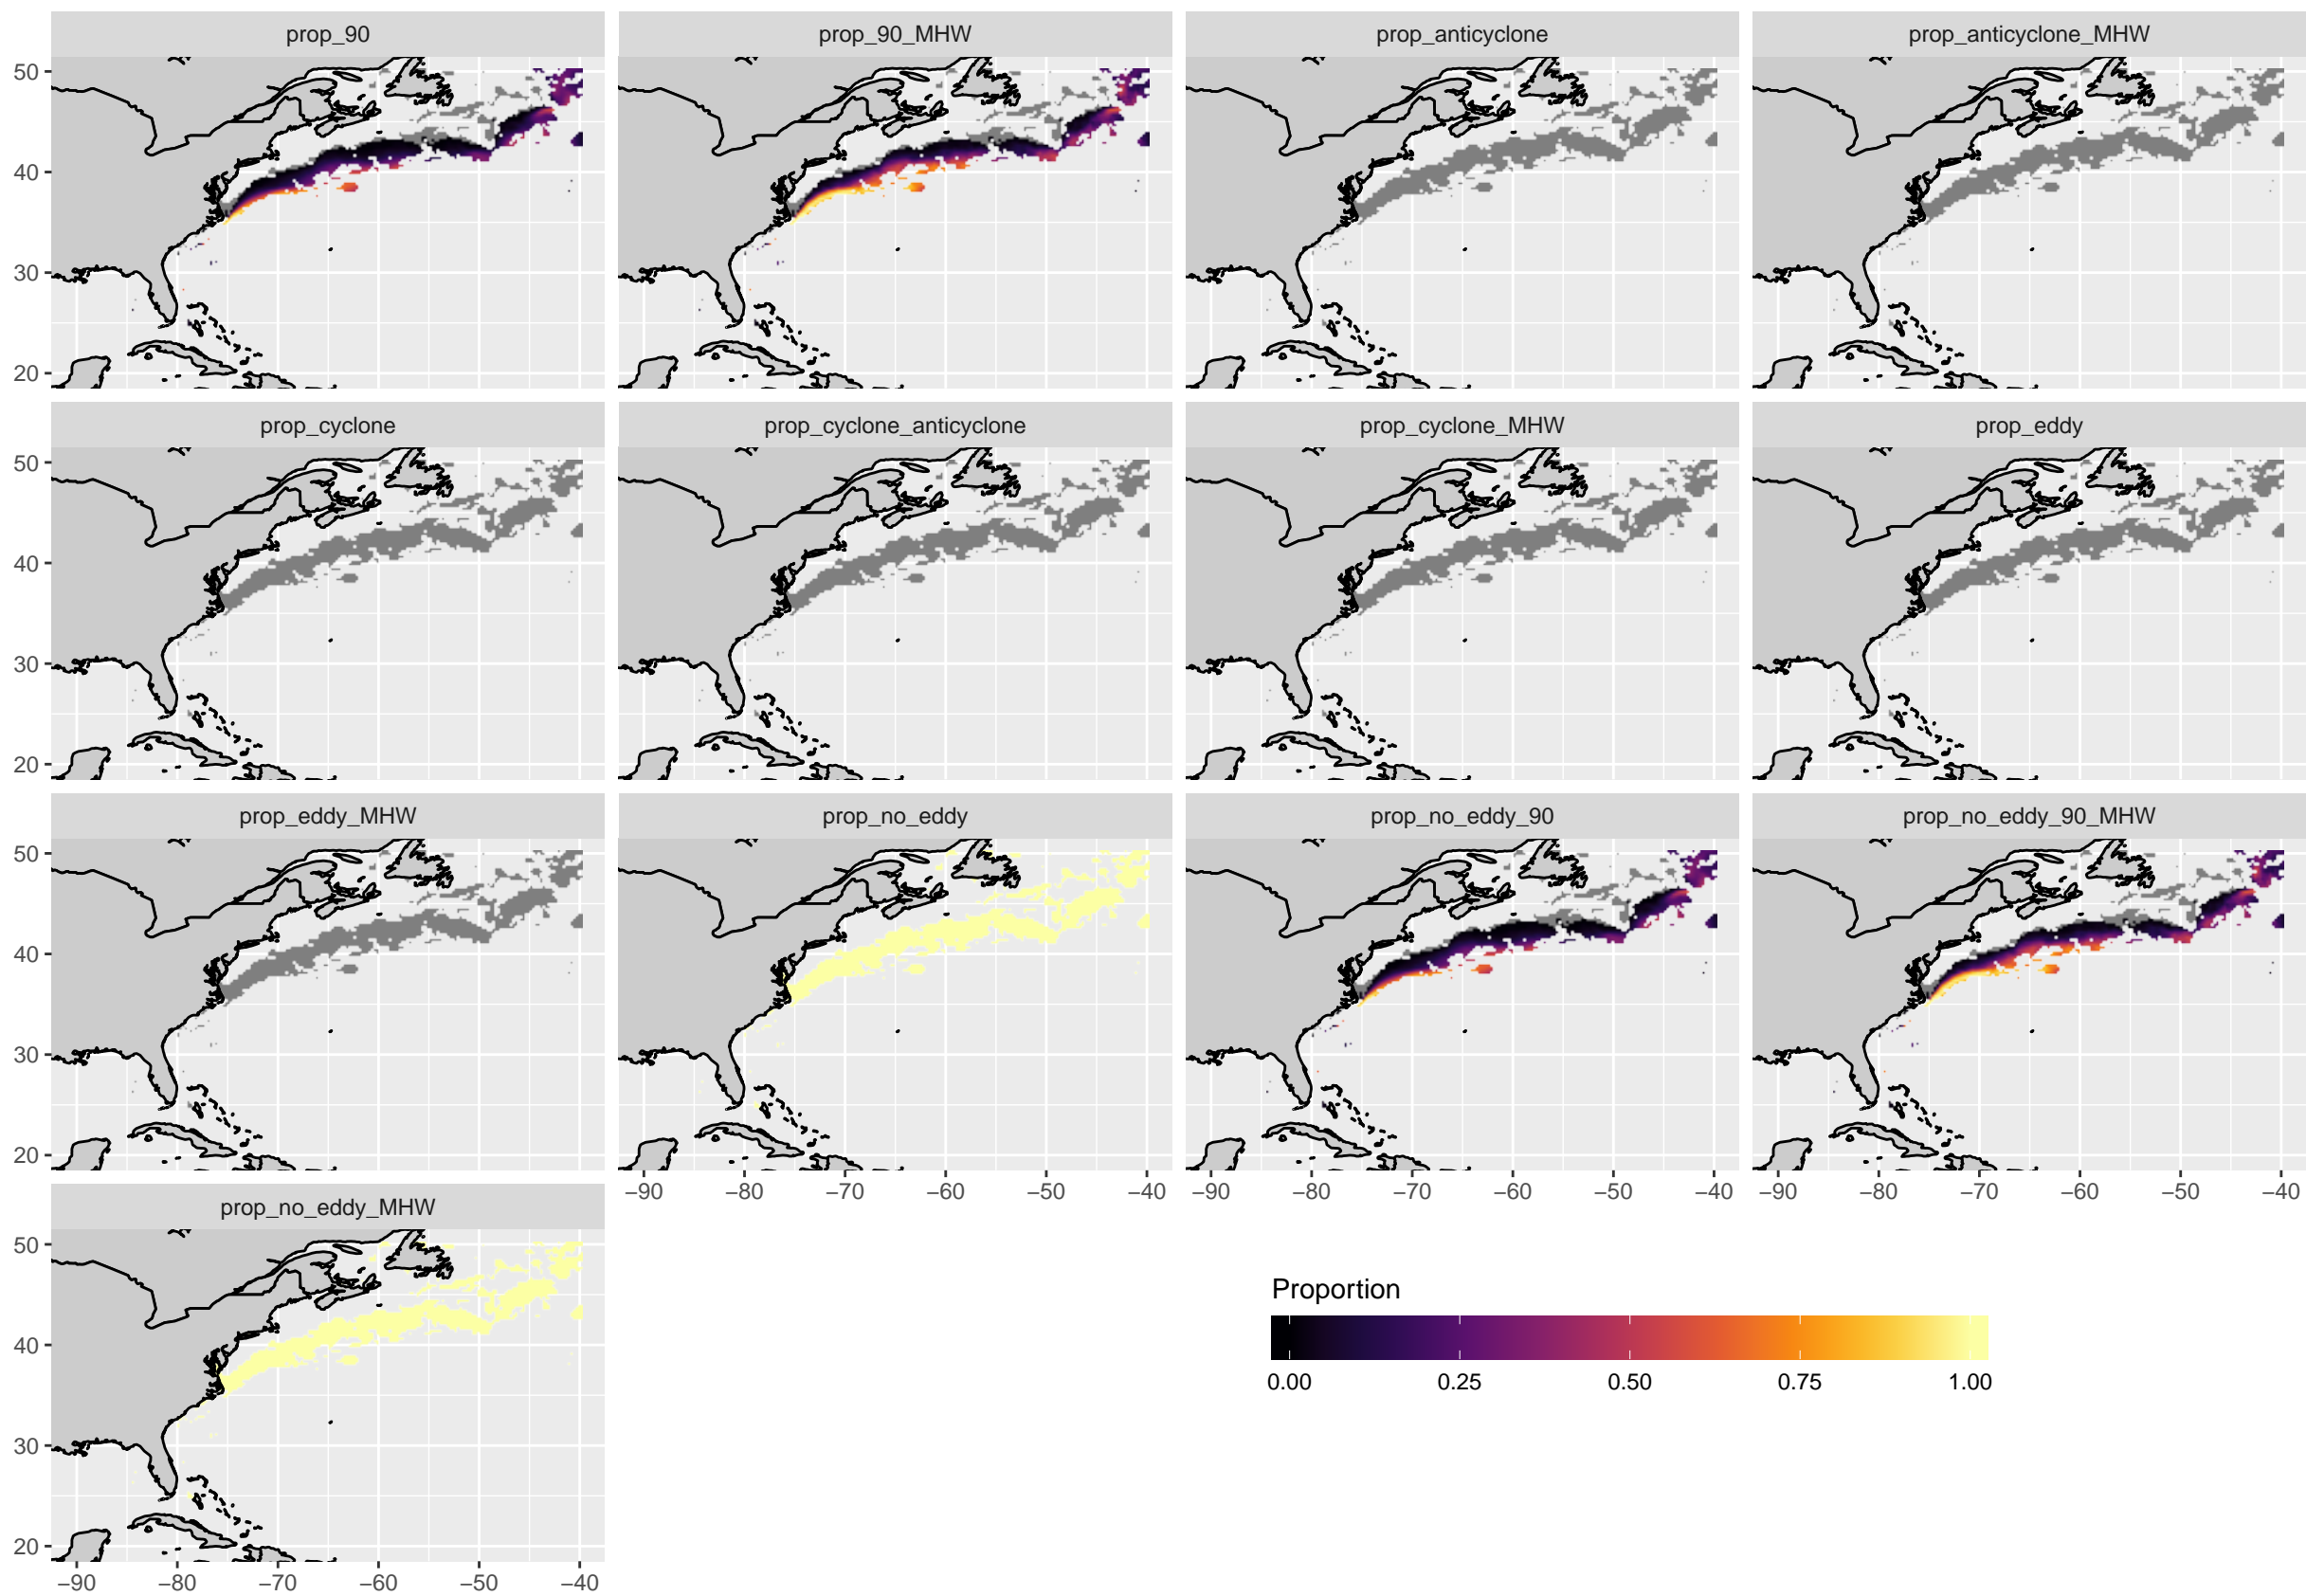 prop_90 prop_90_MHW prop_anticyclone prop_anticyclone_MHW
50
40
30
20
prop_cyclone prop_cyclone_anticyclone prop_cyclone_MHW prop_eddy
50
40
30
20
prop_eddy_MHW prop_no_eddy prop_no_eddy_90 prop_no_eddy_90_MHW
50
40
30
20
−90 −80 −70 −60 −50 −40 −90 −80 −70 −60 −50 −40 −90 −80 −70 −60 −50 −40
prop_no_eddy_MHW
50
40
30
20
−90 −80 −70 −60 −50 −40
Proportion
0.00 0.25 0.50 0.75 1.00